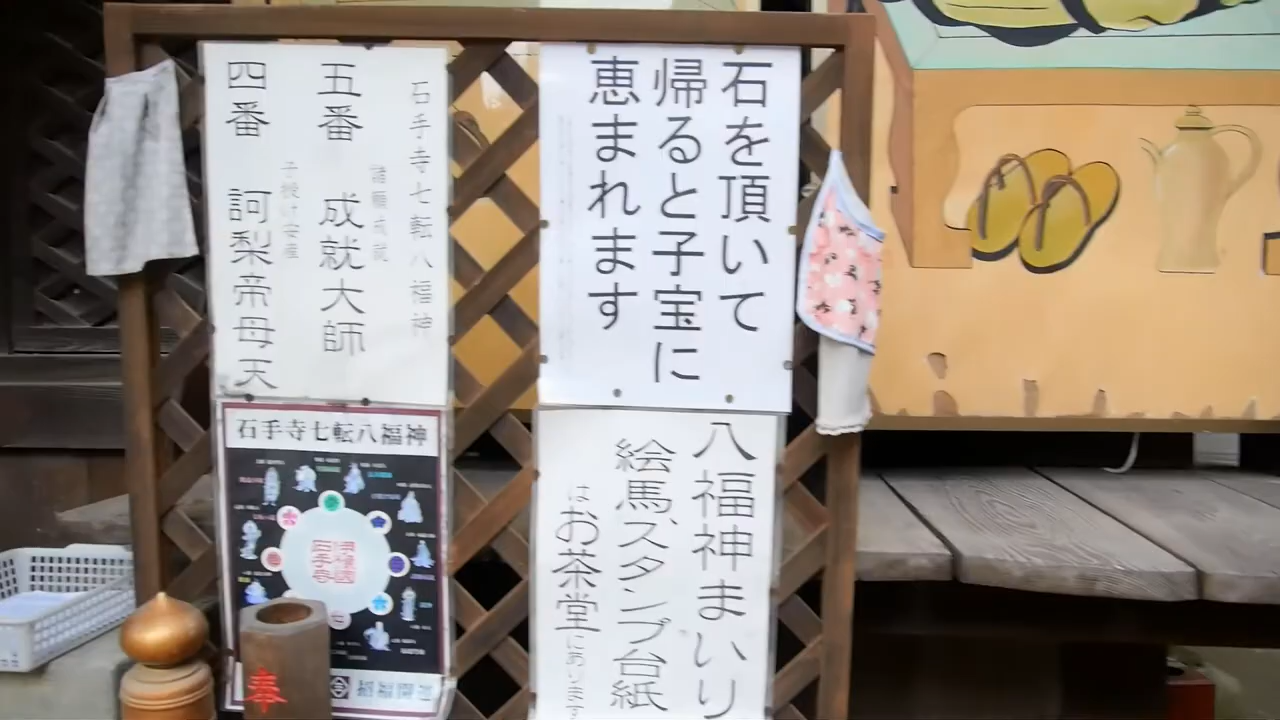 石を頂いて
帰ると子宝に
恵まれます
石手寺七転八福神
諸願成就
五番 成就大師
子授け安産
四番 訶梨帝母天
八福神まいり
絵馬、スタンプ台紙
はお茶堂にあります
石手寺七転八福神
石手寺
奉